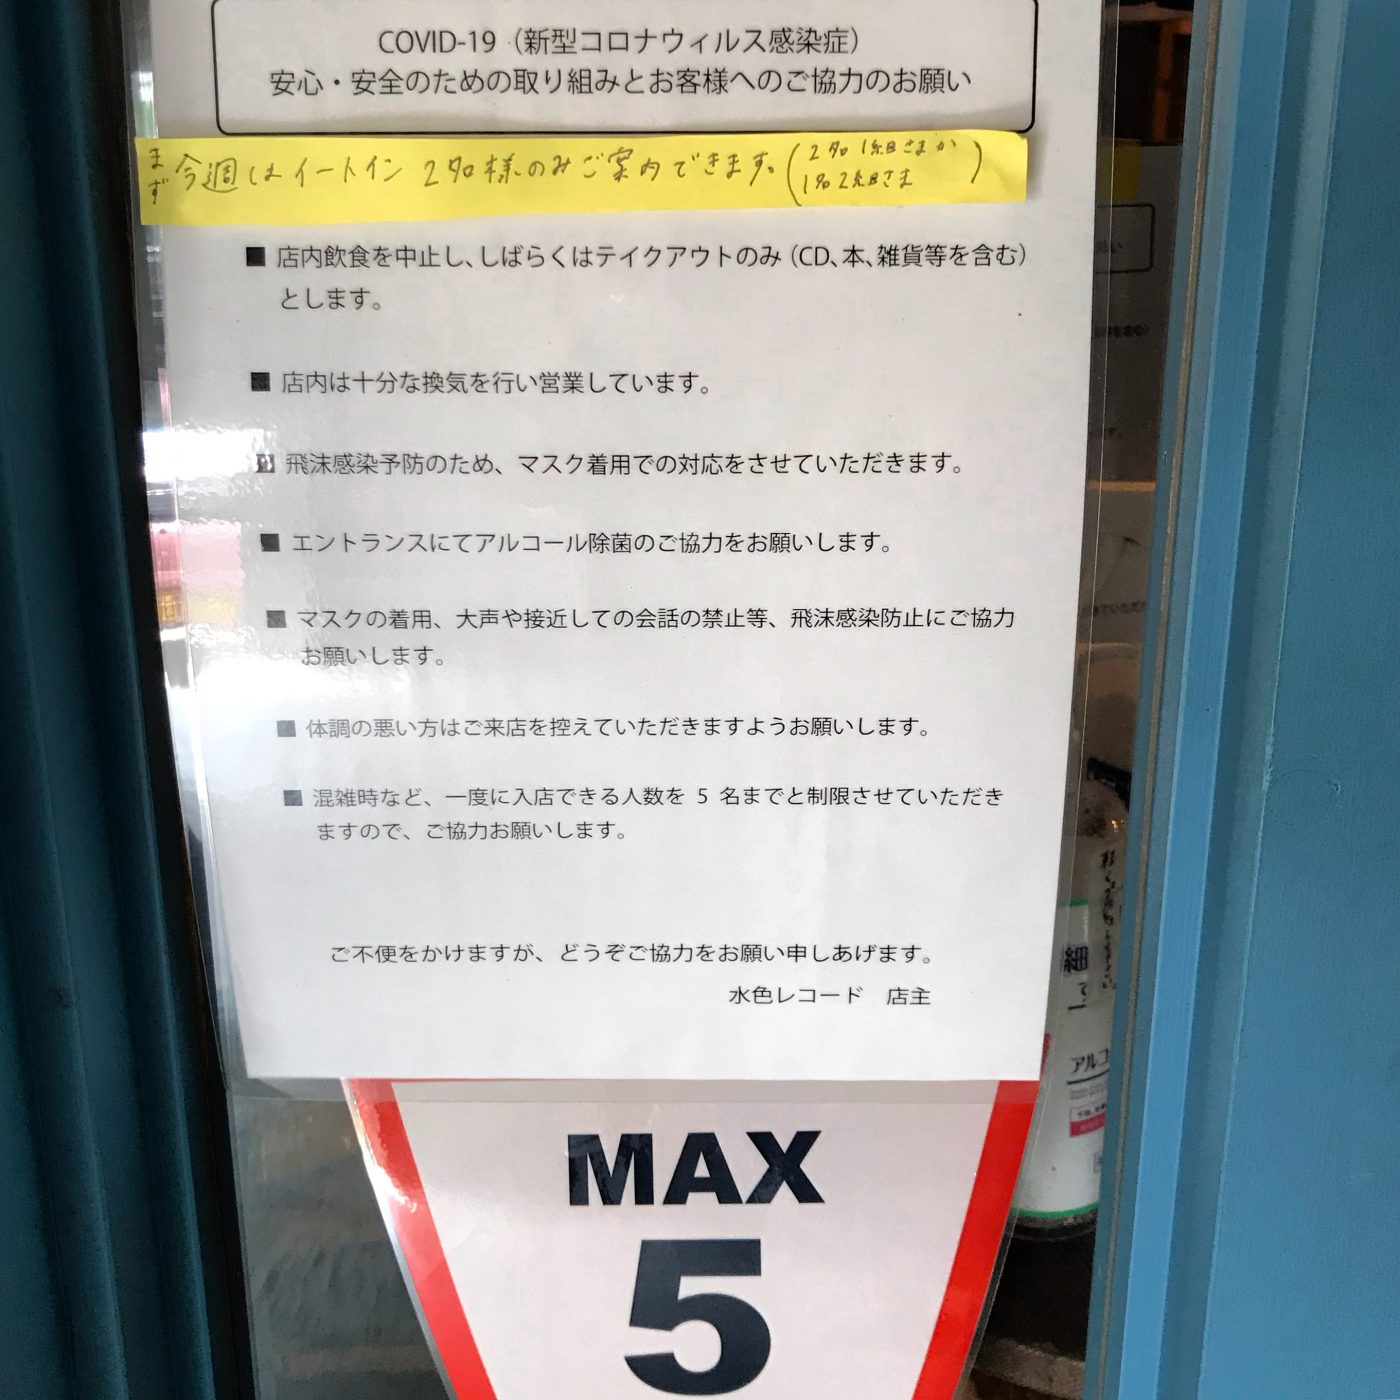 COVID-19（新型コロナウィルス感染症）
安心・安全のための取り組みとお客様へのご協力のお願い
まず今週はイートイン 2名様のみご案内できます。(2名1組さまか
1名2組さま)
■ 店内飲食を中止し、しばらくはテイクアウトのみ（CD、本、雑貨等を含む）
とします。
■ 店内は十分な換気を行い営業しています。
■ 飛沫感染予防のため、マスク着用での対応をさせていただきます。
■ エントランスにてアルコール除菌のご協力をお願いします。
■ マスクの着用、大声や接近しての会話の禁止等、飛沫感染防止にご協力
お願いします。
■ 体調の悪い方はご来店を控えていただきますようお願いします。
■ 混雑時など、一度に入店できる人数を 5 名までと制限させていただき
ますので、ご協力お願いします。
ご不便をかけますが、どうぞご協力をお願い申しあげます。
水色レコード　店主
MAX
5
アルコ